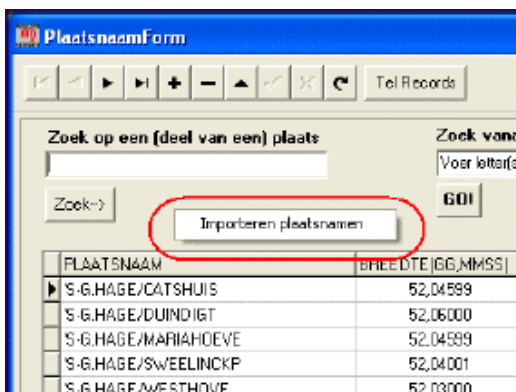 PlaatsnaamForm
Tel Records
Zoek op een (deel van een) plaats
Zoek vana
Voer letter(s
Zoek->
GO!
Importeren plaatsnamen
PLAATSNAAM BREEDTE(GG,MMSS)
'S-G.HAGE/CATSHUIS 52,04599
'S-G.HAGE/DUINDIGT 52,06000
'S-G.HAGE/MARIAHOEVE 52,04599
'S-G.HAGE/SWEELINCKP 52,04001
'S-G.HAGE/WESTHOVE 52,03000